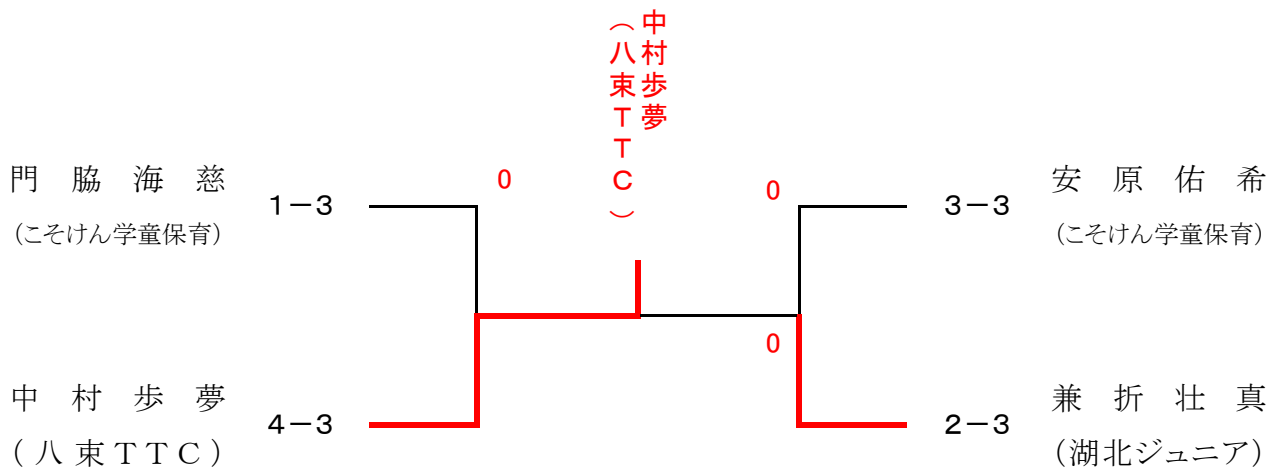 中村歩夢
（八束TTC）
門脇海慈
(こそけん学童保育)
1－3
0
0
3－3
安原佑希
(こそけん学童保育)
0
中村歩夢
(八束TTC)
4－3
2－3
兼折壮真
(湖北ジュニア)